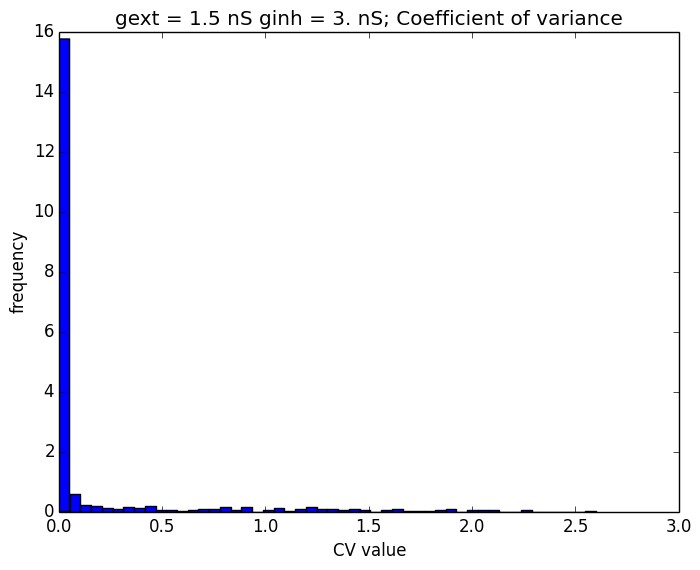 gext = 1.5 nS ginh = 3. nS; Coefficient of variance
16
14
12
10
8
6
4
2
0
frequency
0.0 0.5 1.0 1.5 2.0 2.5 3.0
CV value